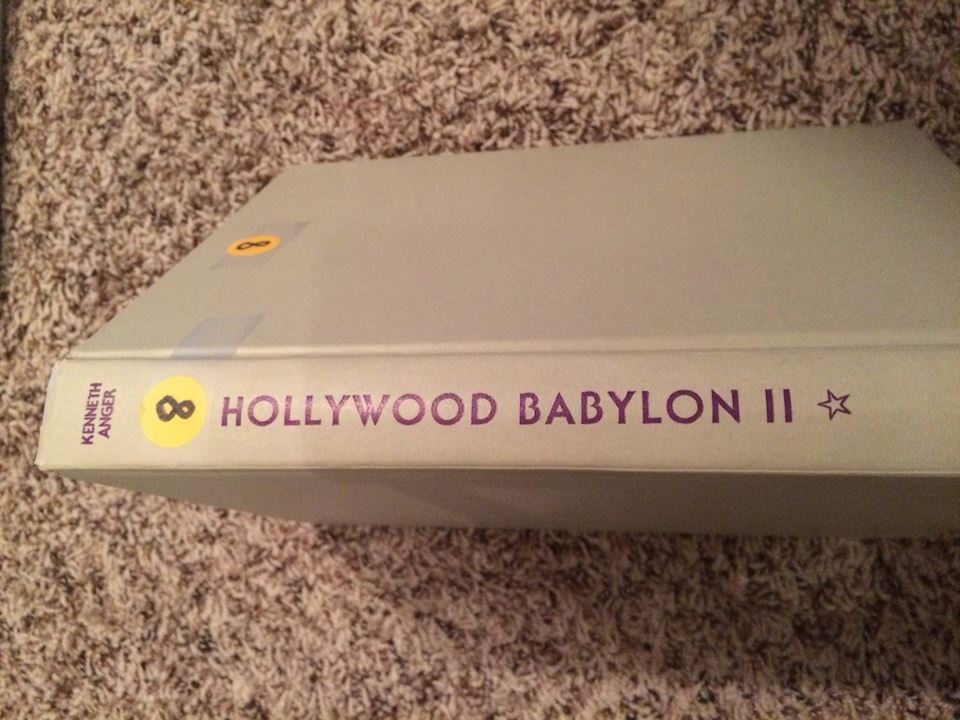 KENNETH
ANGER
8
HOLLYWOOD BABYLON II
8